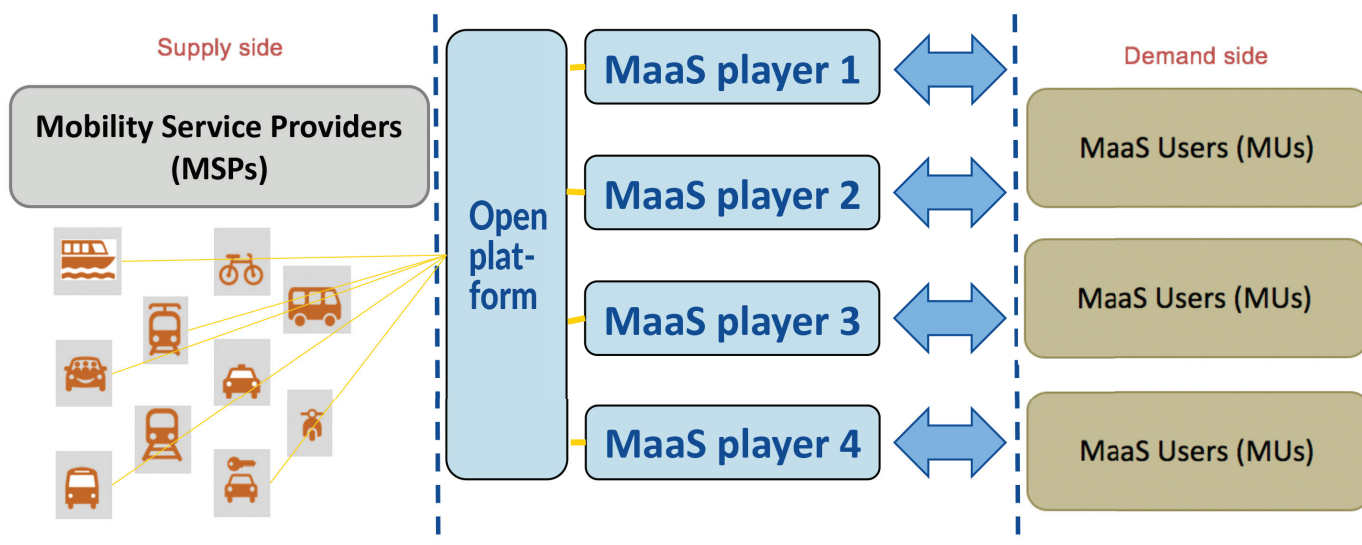 Supply side
Mobility Service Providers
(MSPs)
Open
plat-
form
MaaS player 1
MaaS player 2
MaaS player 3
MaaS player 4
Demand side
MaaS Users (MUs)
MaaS Users (MUs)
MaaS Users (MUs)